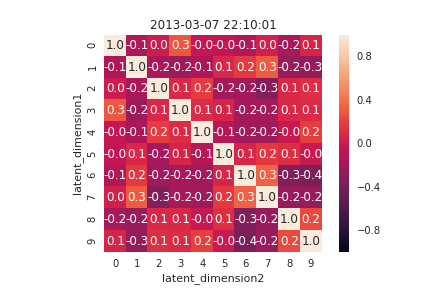 2013-03-07 22:10:01
0 1.0 -0.1 0.0 0.3 -0.0 -0.0 -0.1 0.0 -0.2 0.1
1 -0.1 1.0 -0.2 -0.2 -0.1 0.1 0.2 0.3 -0.2 -0.3
2 0.0 -0.2 1.0 0.1 0.2 -0.2 -0.2 -0.3 0.1 0.1
3 0.3 -0.2 0.1 1.0 0.1 0.1 -0.2 -0.2 0.1 0.1
4 -0.0 -0.1 0.2 0.1 1.0 -0.1 -0.2 -0.2 -0.0 0.2
5 -0.0 0.1 -0.2 0.1 -0.1 1.0 0.1 0.2 0.1 -0.0
6 -0.1 0.2 -0.2 -0.2 -0.2 0.1 1.0 0.3 -0.3 -0.4
7 0.0 0.3 -0.3 -0.2 -0.2 0.2 0.3 1.0 -0.2 -0.2
8 -0.2 -0.2 0.1 0.1 -0.0 0.1 -0.3 -0.2 1.0 0.2
9 0.1 -0.3 0.1 0.1 0.2 -0.0 -0.4 -0.2 0.2 1.0
0 1 2 3 4 5 6 7 8 9
latent_dimension2
latent_dimension1
0.8
0.4
0.0
-0.4
-0.8